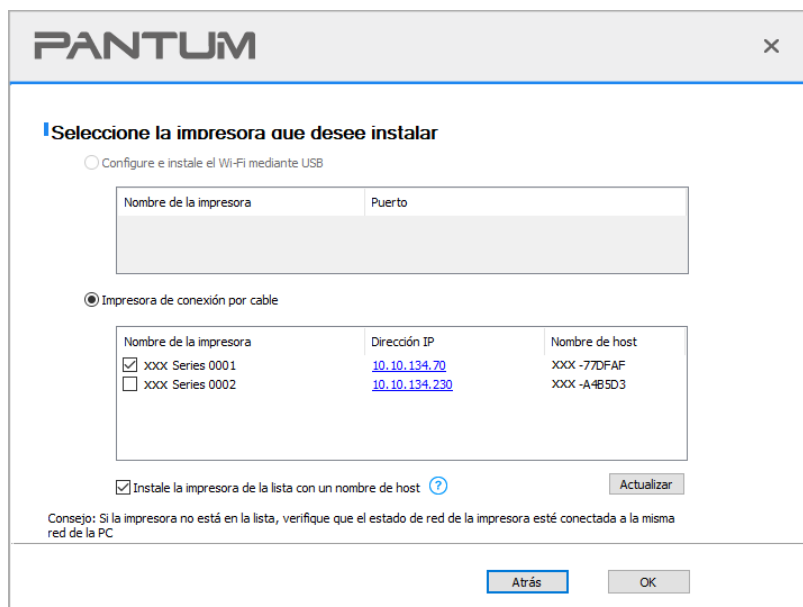 PANTUM
Seleccione la impresora que desee instalar
Configure e instale el Wi-Fi mediante USB
Nombre de la impresora Puerto
Impresora de conexión por cable
Nombre de la impresora Dirección IP Nombre de host
XXX Series 0001 10.10.134.70 XXX -77DFAF
XXX Series 0002 10.10.134.230 XXX -A4B5D3
Instale la impresora de la lista con un nombre de host ? Actualizar
Consejo: Si la impresora no está en la lista, verifique que el estado de red de la impresora esté conectada a la misma
red de la PC
Atrás OK